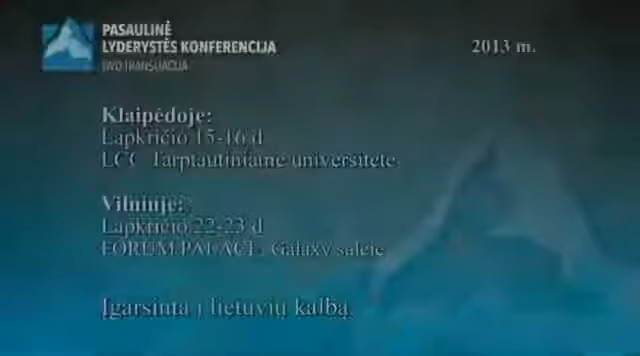 PASAULINĖ
LYDERYSTĖS KONFERENCIJA
DVD TRANSLIACIJA
2013 m.
Klaipėdoje:
Lapkričio 15-16 d
LCC Tarptautiniame universitete
Vilniuje:
Lapkričio 22-23 d
FORUM PALACE Galaxy salėje
Įgarsinta į lietuvių kalbą.